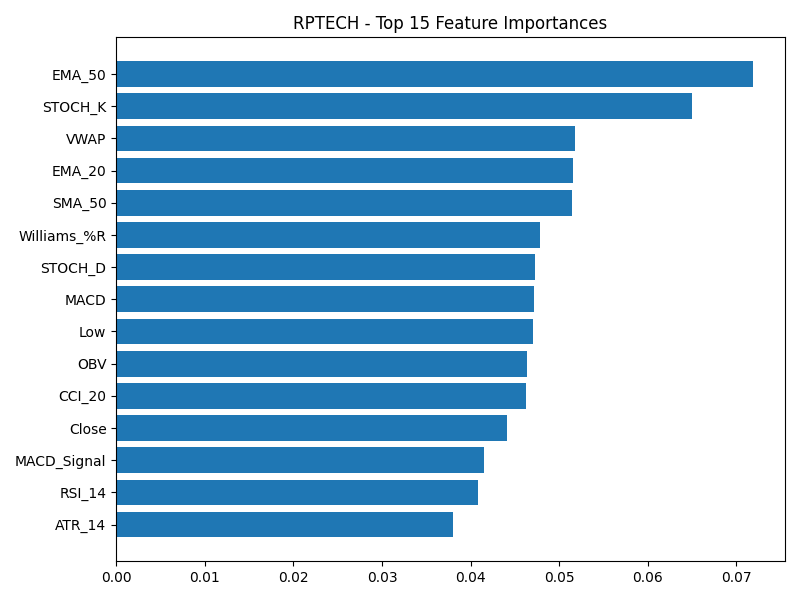 RPTECH - Top 15 Feature Importances
EMA_50
STOCH_K
VWAP
EMA_20
SMA_50
Williams_%R
STOCH_D
MACD
Low
OBV
CCI_20
Close
MACD_Signal
RSI_14
ATR_14
0.00 0.01 0.02 0.03 0.04 0.05 0.06 0.07